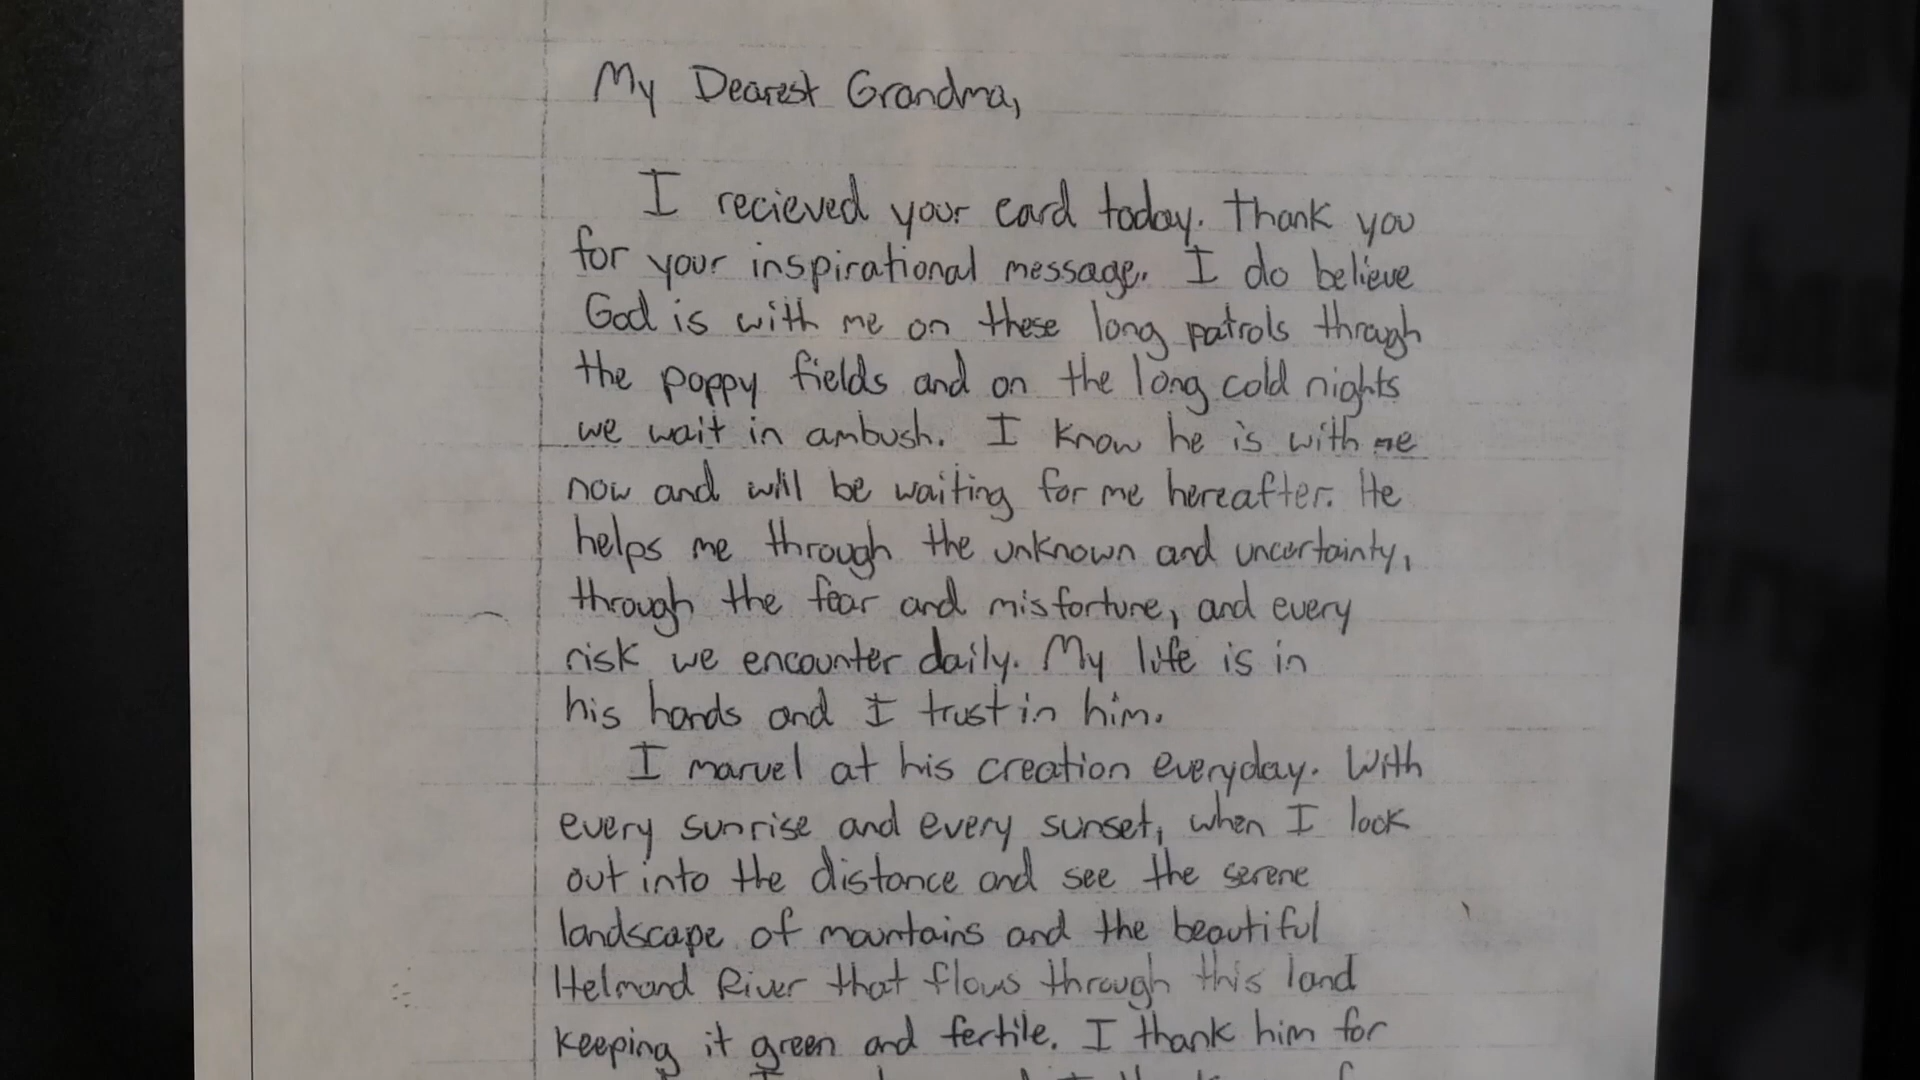 My Dearest Grandma,
I recieved your card today. Thank you
for your inspirational message. I do believe
God is with me on these long patrols through
the poppy fields and on the long cold nights
we wait in ambush. I know he is with me
now and will be waiting for me hereafter. He
helps me through the unknown and uncertainty,
through the fear and misfortune, and every
risk we encounter daily. My life is in
his hands and I trust in him.
I marvel at his creation everyday. With
every sunrise and every sunset, when I look
out into the distance and see the serene
landscape of mountains and the beautiful
Helmand River that flows through this land
keeping it green and fertile. I thank him for